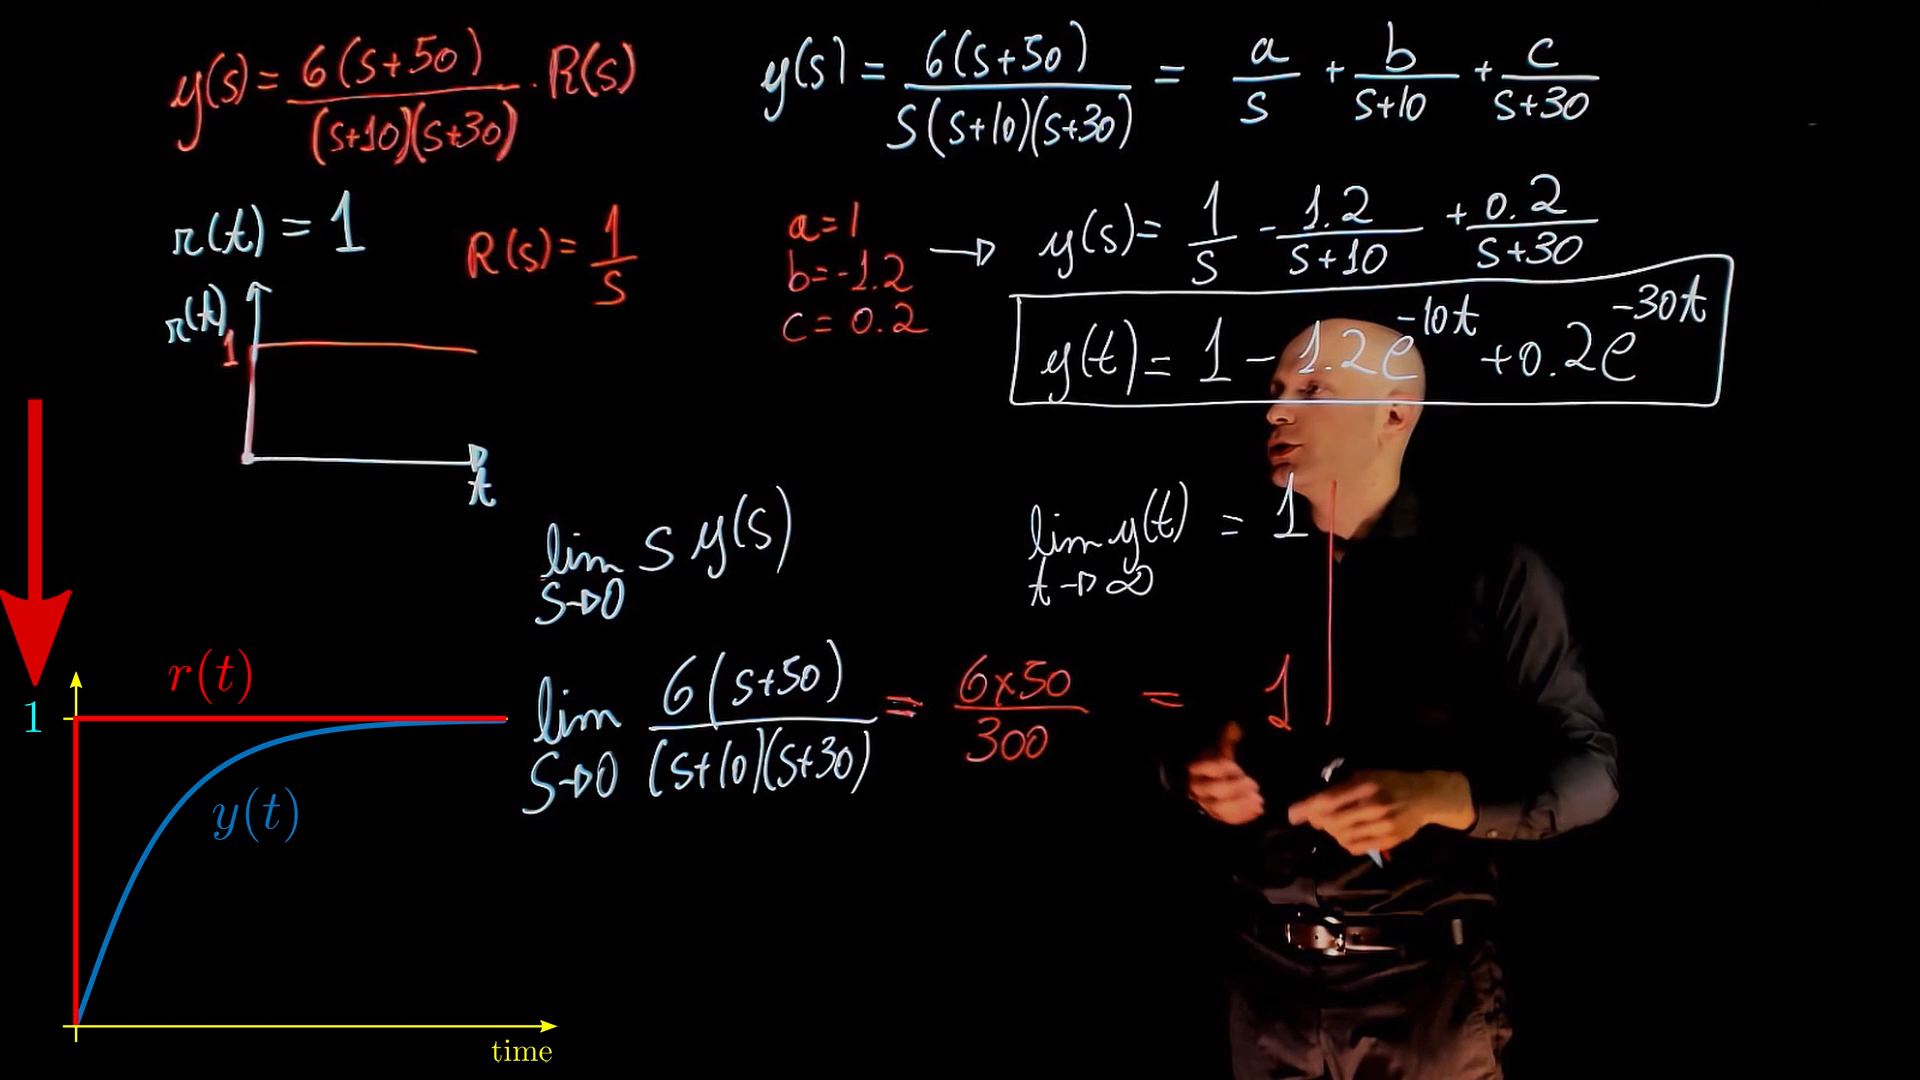 y(s) = 6(s+50) / (s+10)(s+30) · R(s)
y(s) = 6(s+50) / s(s+10)(s+30) = a/s + b/s+10 + c/s+30
r(t) = 1
R(s) = 1/s
a=1
b=-1.2
c=0.2
→ y(s) = 1/s - 1.2/s+10 + 0.2/s+30
y(t) = 1 - 1.2e^-10t + 0.2e^-30t
r(t)
1
t
lim s→0 s y(s)
lim y(t) t→∞ = 1
lim s→0 6(s+50) / (s+10)(s+30) = 6x50 / 300 = 1
r(t)
1
y(t)
time